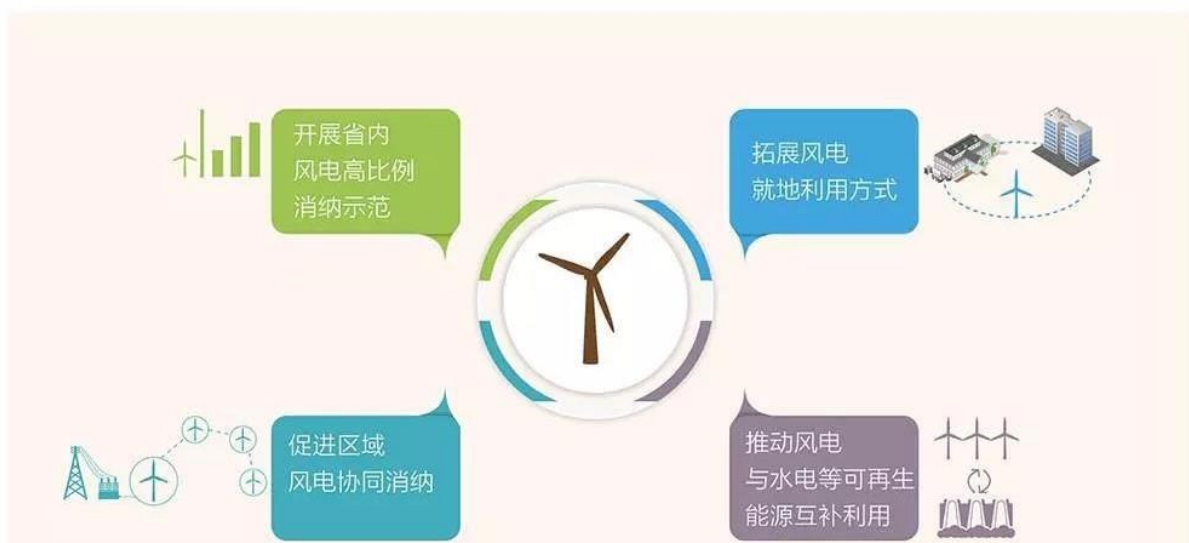 开展省内
风电高比例
消纳示范
拓展风电
就地利用方式
促进区域
风电协同消纳
推动风电
与水电等可再生
能源互补利用